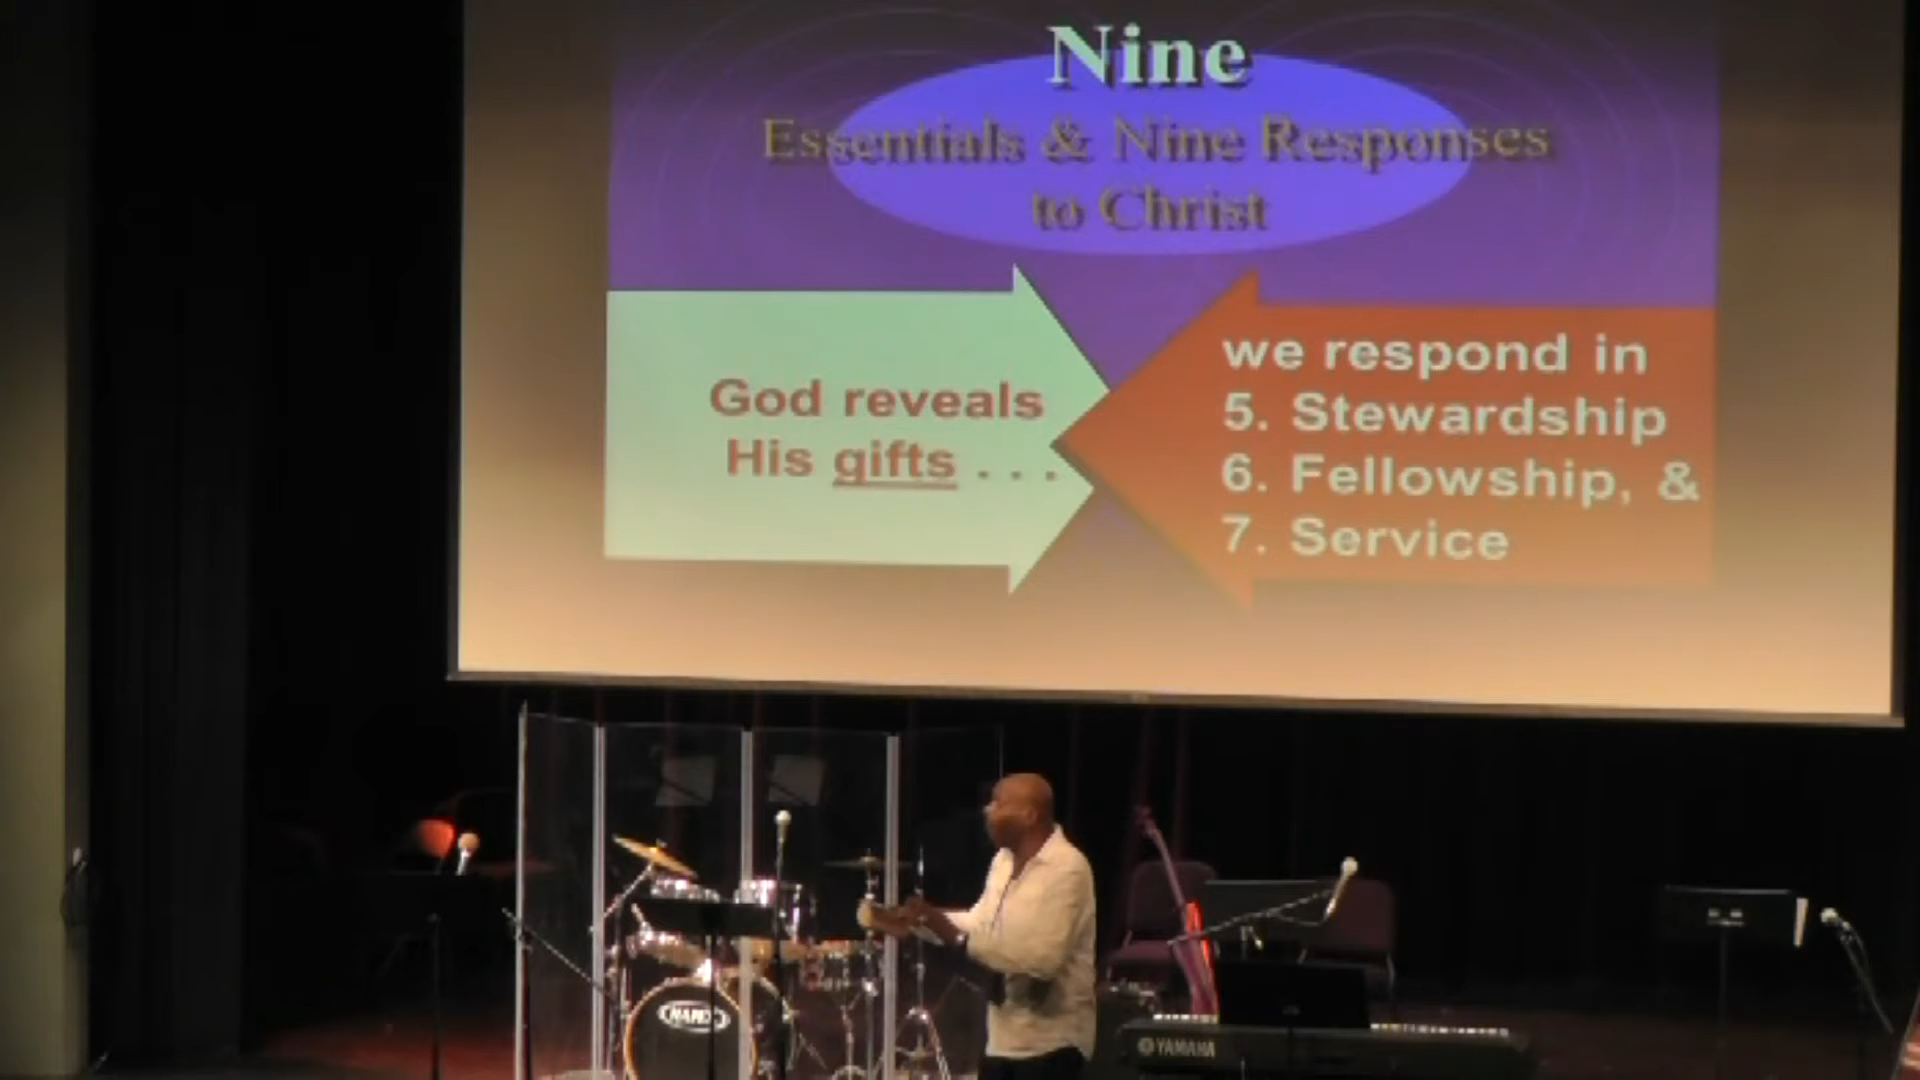 Nine
Essentials & Nine Responses
to Christ
God reveals
His gifts . . .
we respond in
5. Stewardship
6. Fellowship, &
7. Service
YAMAHA